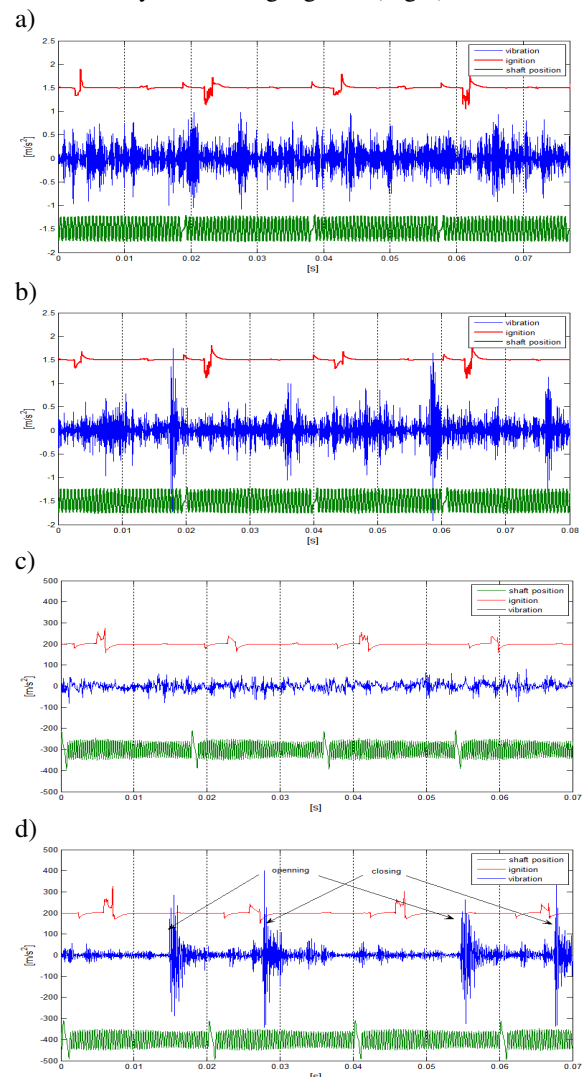 a)
2.5
vibration
ignition
shaft position
2
1.5
1
0.5
0
-0.5
-1
-1.5
-2
[m/s²]
0 0.01 0.02 0.03 0.04 0.05 0.06 0.07
[s]
b)
2.5
vibration
ignition
shaft position
2
1.5
1
0.5
0
-0.5
-1
-1.5
-2
[m/s²]
0 0.01 0.02 0.03 0.04 0.05 0.06 0.07 0.08
[s]
c)
500
shaft position
ignition
vibration
400
300
200
100
0
-100
-200
-300
-400
-500
[m/s²]
0 0.01 0.02 0.03 0.04 0.05 0.06 0.07
[s]
d)
500
shaft position
ignition
vibration
openning closing
400
300
200
100
0
-100
-200
-300
-400
-500
[m/s²]
0 0.01 0.02 0.03 0.04 0.05 0.06 0.07
[s]